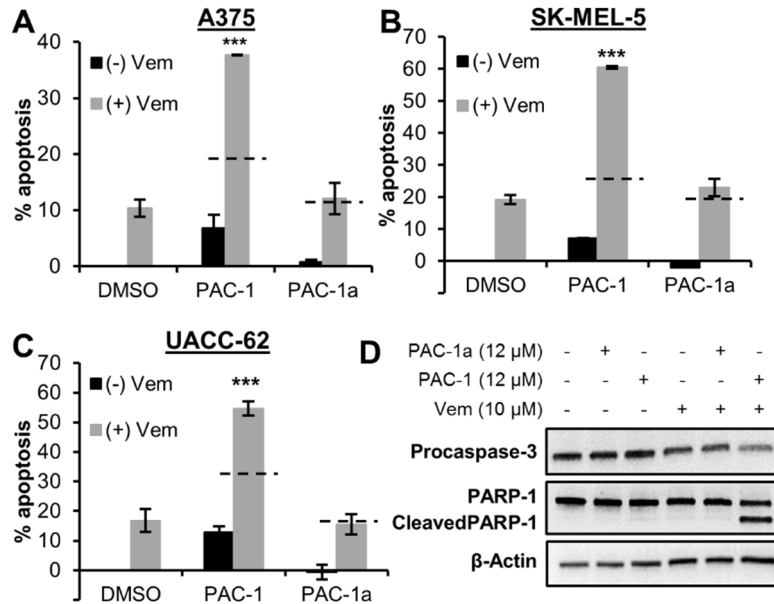 A
A375
40
30
20
10
0
% apoptosis
(-) Vem
(+) Vem
***
DMSO
PAC-1
PAC-1a
B
SK-MEL-5
70
60
50
40
30
20
10
0
% apoptosis
(-) Vem
(+) Vem
***
DMSO
PAC-1
PAC-1a
C
UACC-62
70
60
50
40
30
20
10
0
% apoptosis
(-) Vem
(+) Vem
***
DMSO
PAC-1
PAC-1a
D
PAC-1a (12 µM) - + - - + -
PAC-1 (12 µM) - - + - - +
Vem (10 µM) - - - + + +
Procaspase-3
PARP-1
CleavedPARP-1
β-Actin